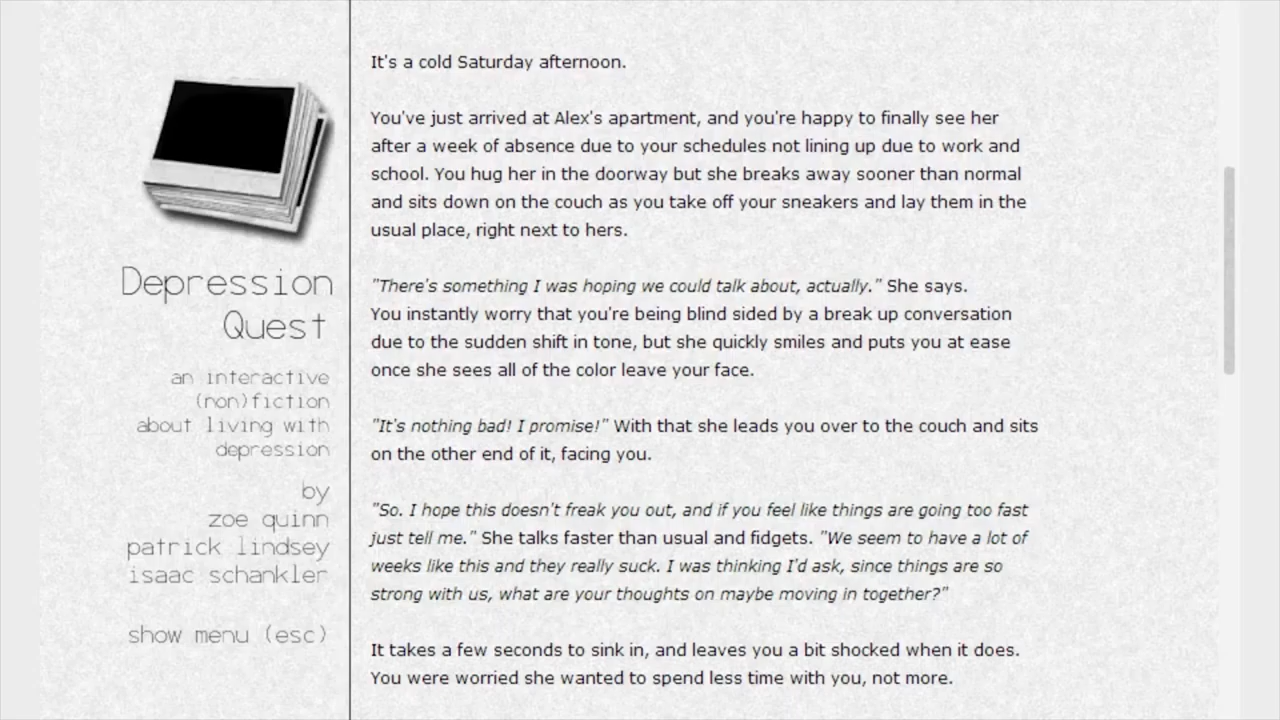 Depression
Quest
an interactive
(non)fiction
about living with
depression
by
zoe quinn
patrick lindsey
isaac schankler
show menu (esc)
It's a cold Saturday afternoon.
You've just arrived at Alex's apartment, and you're happy to finally see her
after a week of absence due to your schedules not lining up due to work and
school. You hug her in the doorway but she breaks away sooner than normal
and sits down on the couch as you take off your sneakers and lay them in the
usual place, right next to hers.
"There's something I was hoping we could talk about, actually." She says.
You instantly worry that you're being blind sided by a break up conversation
due to the sudden shift in tone, but she quickly smiles and puts you at ease
once she sees all of the color leave your face.
"It's nothing bad! I promise!" With that she leads you over to the couch and sits
on the other end of it, facing you.
"So. I hope this doesn't freak you out, and if you feel like things are going too fast
just tell me." She talks faster than usual and fidgets. "We seem to have a lot of
weeks like this and they really suck. I was thinking I'd ask, since things are so
strong with us, what are your thoughts on maybe moving in together?"
It takes a few seconds to sink in, and leaves you a bit shocked when it does.
You were worried she wanted to spend less time with you, not more.